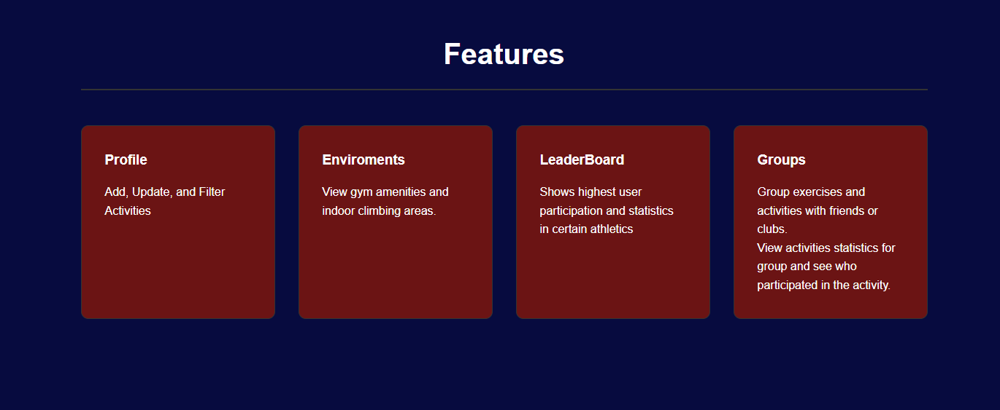 Features
Profile
Add, Update, and Filter
Activities
Enviroments
View gym amenities and
indoor climbing areas.
LeaderBoard
Shows highest user
participation and statistics
in certain athletics
Groups
Group exercises and
activities with friends or
clubs.
View activities statistics for
group and see who
participated in the activity.